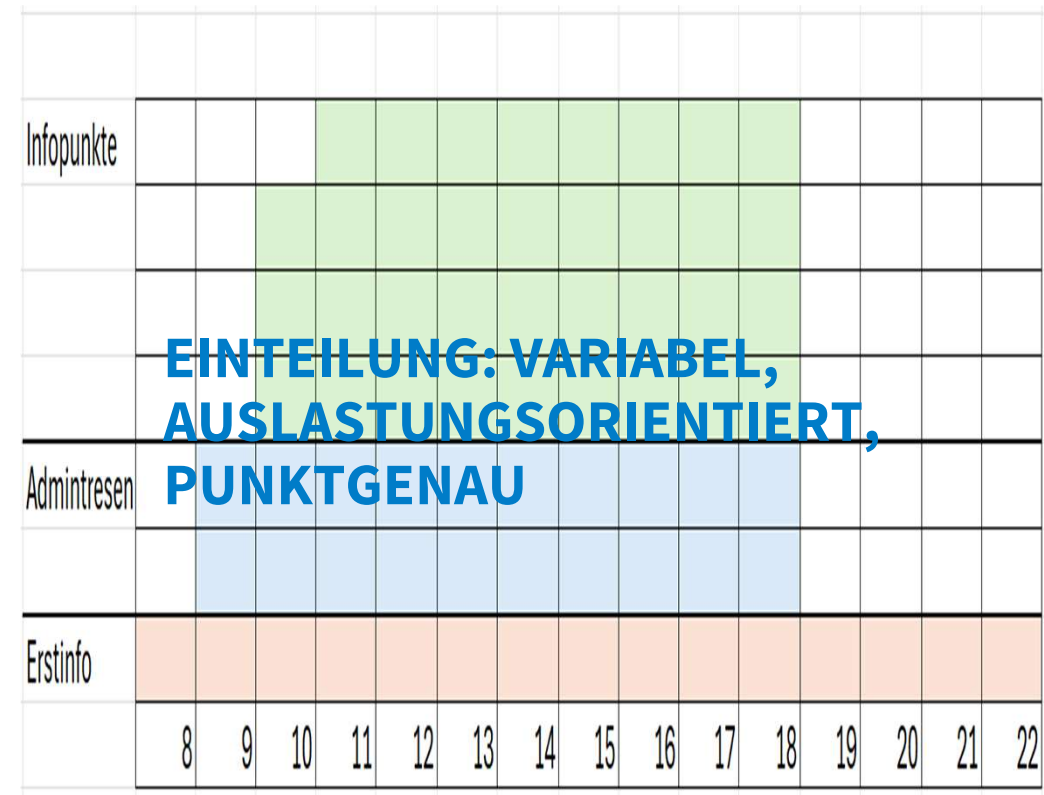 Infopunkte
EINTEILUNG: VARIABEL,
AUSLASTUNGSORIENTIERT,
PUNKTGENAU
Admintresen
Erstinfo
8 9 10 11 12 13 14 15 16 17 18 19 20 21 22